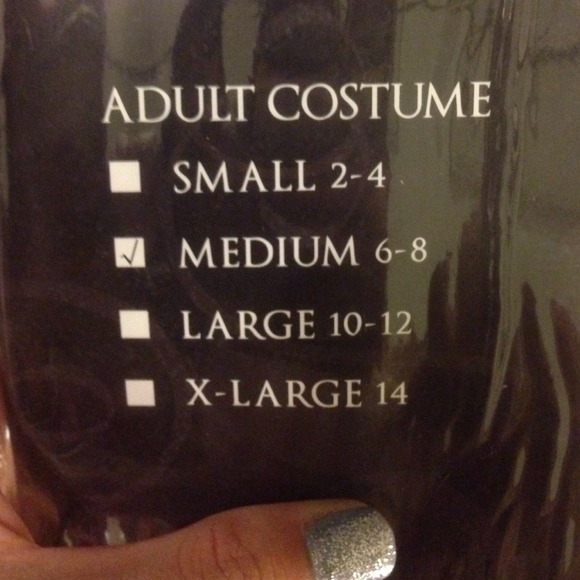 ADULT COSTUME
SMALL 2-4
MEDIUM 6-8
LARGE 10-12
X-LARGE 14